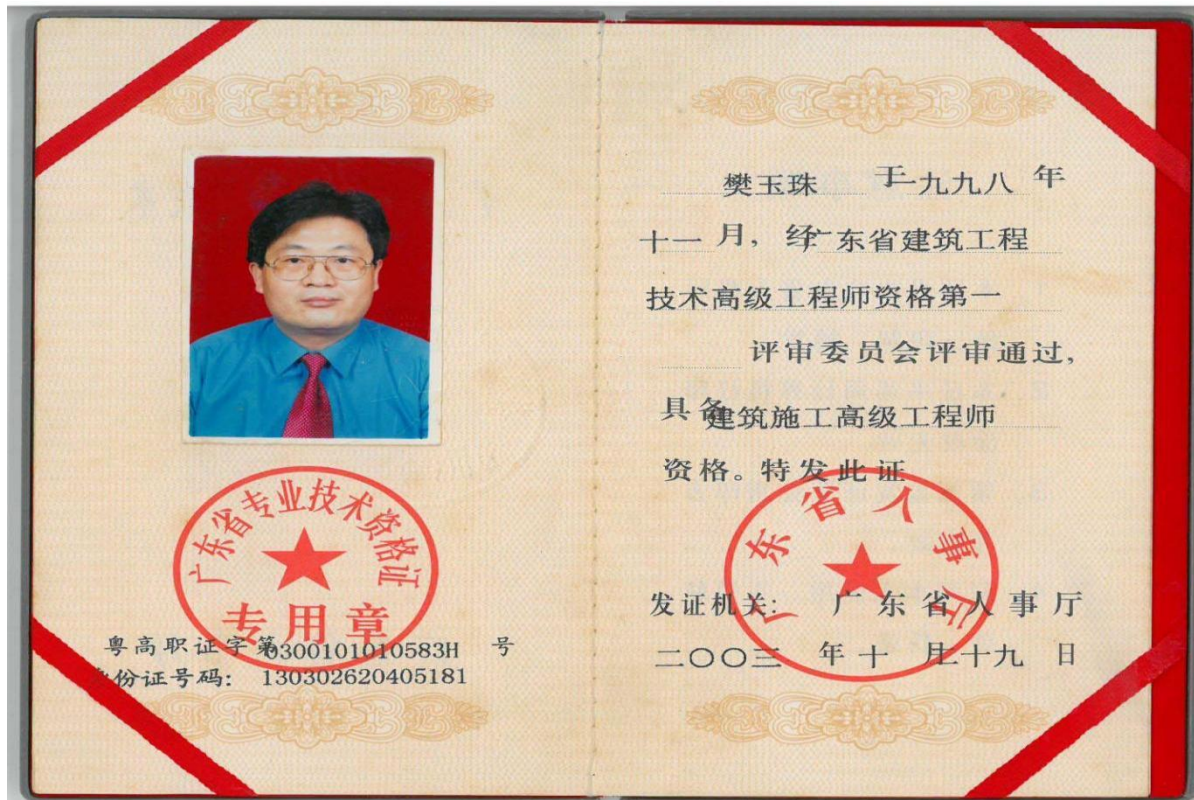 广东省专业技术资格证
专用章
粤高职证字第0300101010583H 号
身份证号码: 130302620405181
樊玉珠 于一九九八 年
十一 月, 经广东省建筑工程
技术高级工程师资格第一
评审委员会评审通过,
具备建筑施工高级工程师
资格。特发此证
广东省人事厅
发证机关: 广东省人事厅
二〇〇三 年十 月二十九 日